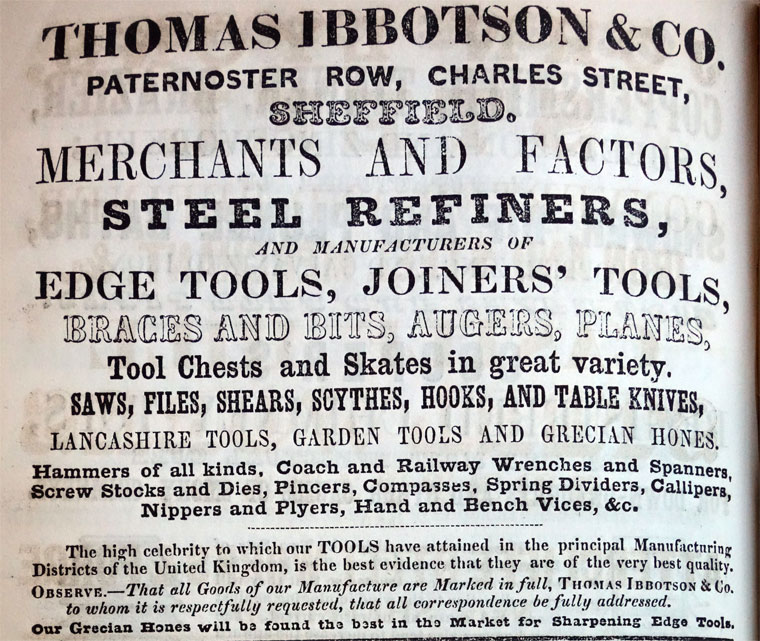 THOMAS IBBOTSON & CO.
PATERNOSTER ROW, CHARLES STREET,
SHEFFIELD.
MERCHANTS AND FACTORS,
STEEL REFINERS,
AND MANUFACTURERS OF
EDGE TOOLS, JOINERS' TOOLS,
BRACES AND BITS, AUGERS, PLANES,
Tool Chests and Skates in great variety.
SAWS, FILES, SHEARS, SCYTHES, HOOKS, AND TABLE KNIVES,
LANCASHIRE TOOLS, GARDEN TOOLS AND GRECIAN HONES.
Hammers of all kinds, Coach and Railway Wrenches and Spanners,
Screw Stocks and Dies, Pincers, Compasses, Spring Dividers, Callipers,
Nippers and Plyers, Hand and Bench Vices, &c.
The high celebrity to which our TOOLS have attained in the principal Manufacturing
Districts of the United Kingdom, is the best evidence that they are of the very best quality.
OBSERVE.—That all Goods of our Manufacture are Marked in full, THOMAS IBBOTSON & Co.
to whom it is respectfully requested, that all correspondence be fully addressed.
Our Grecian Hones will be found the best in the Market for Sharpening Edge Tools.